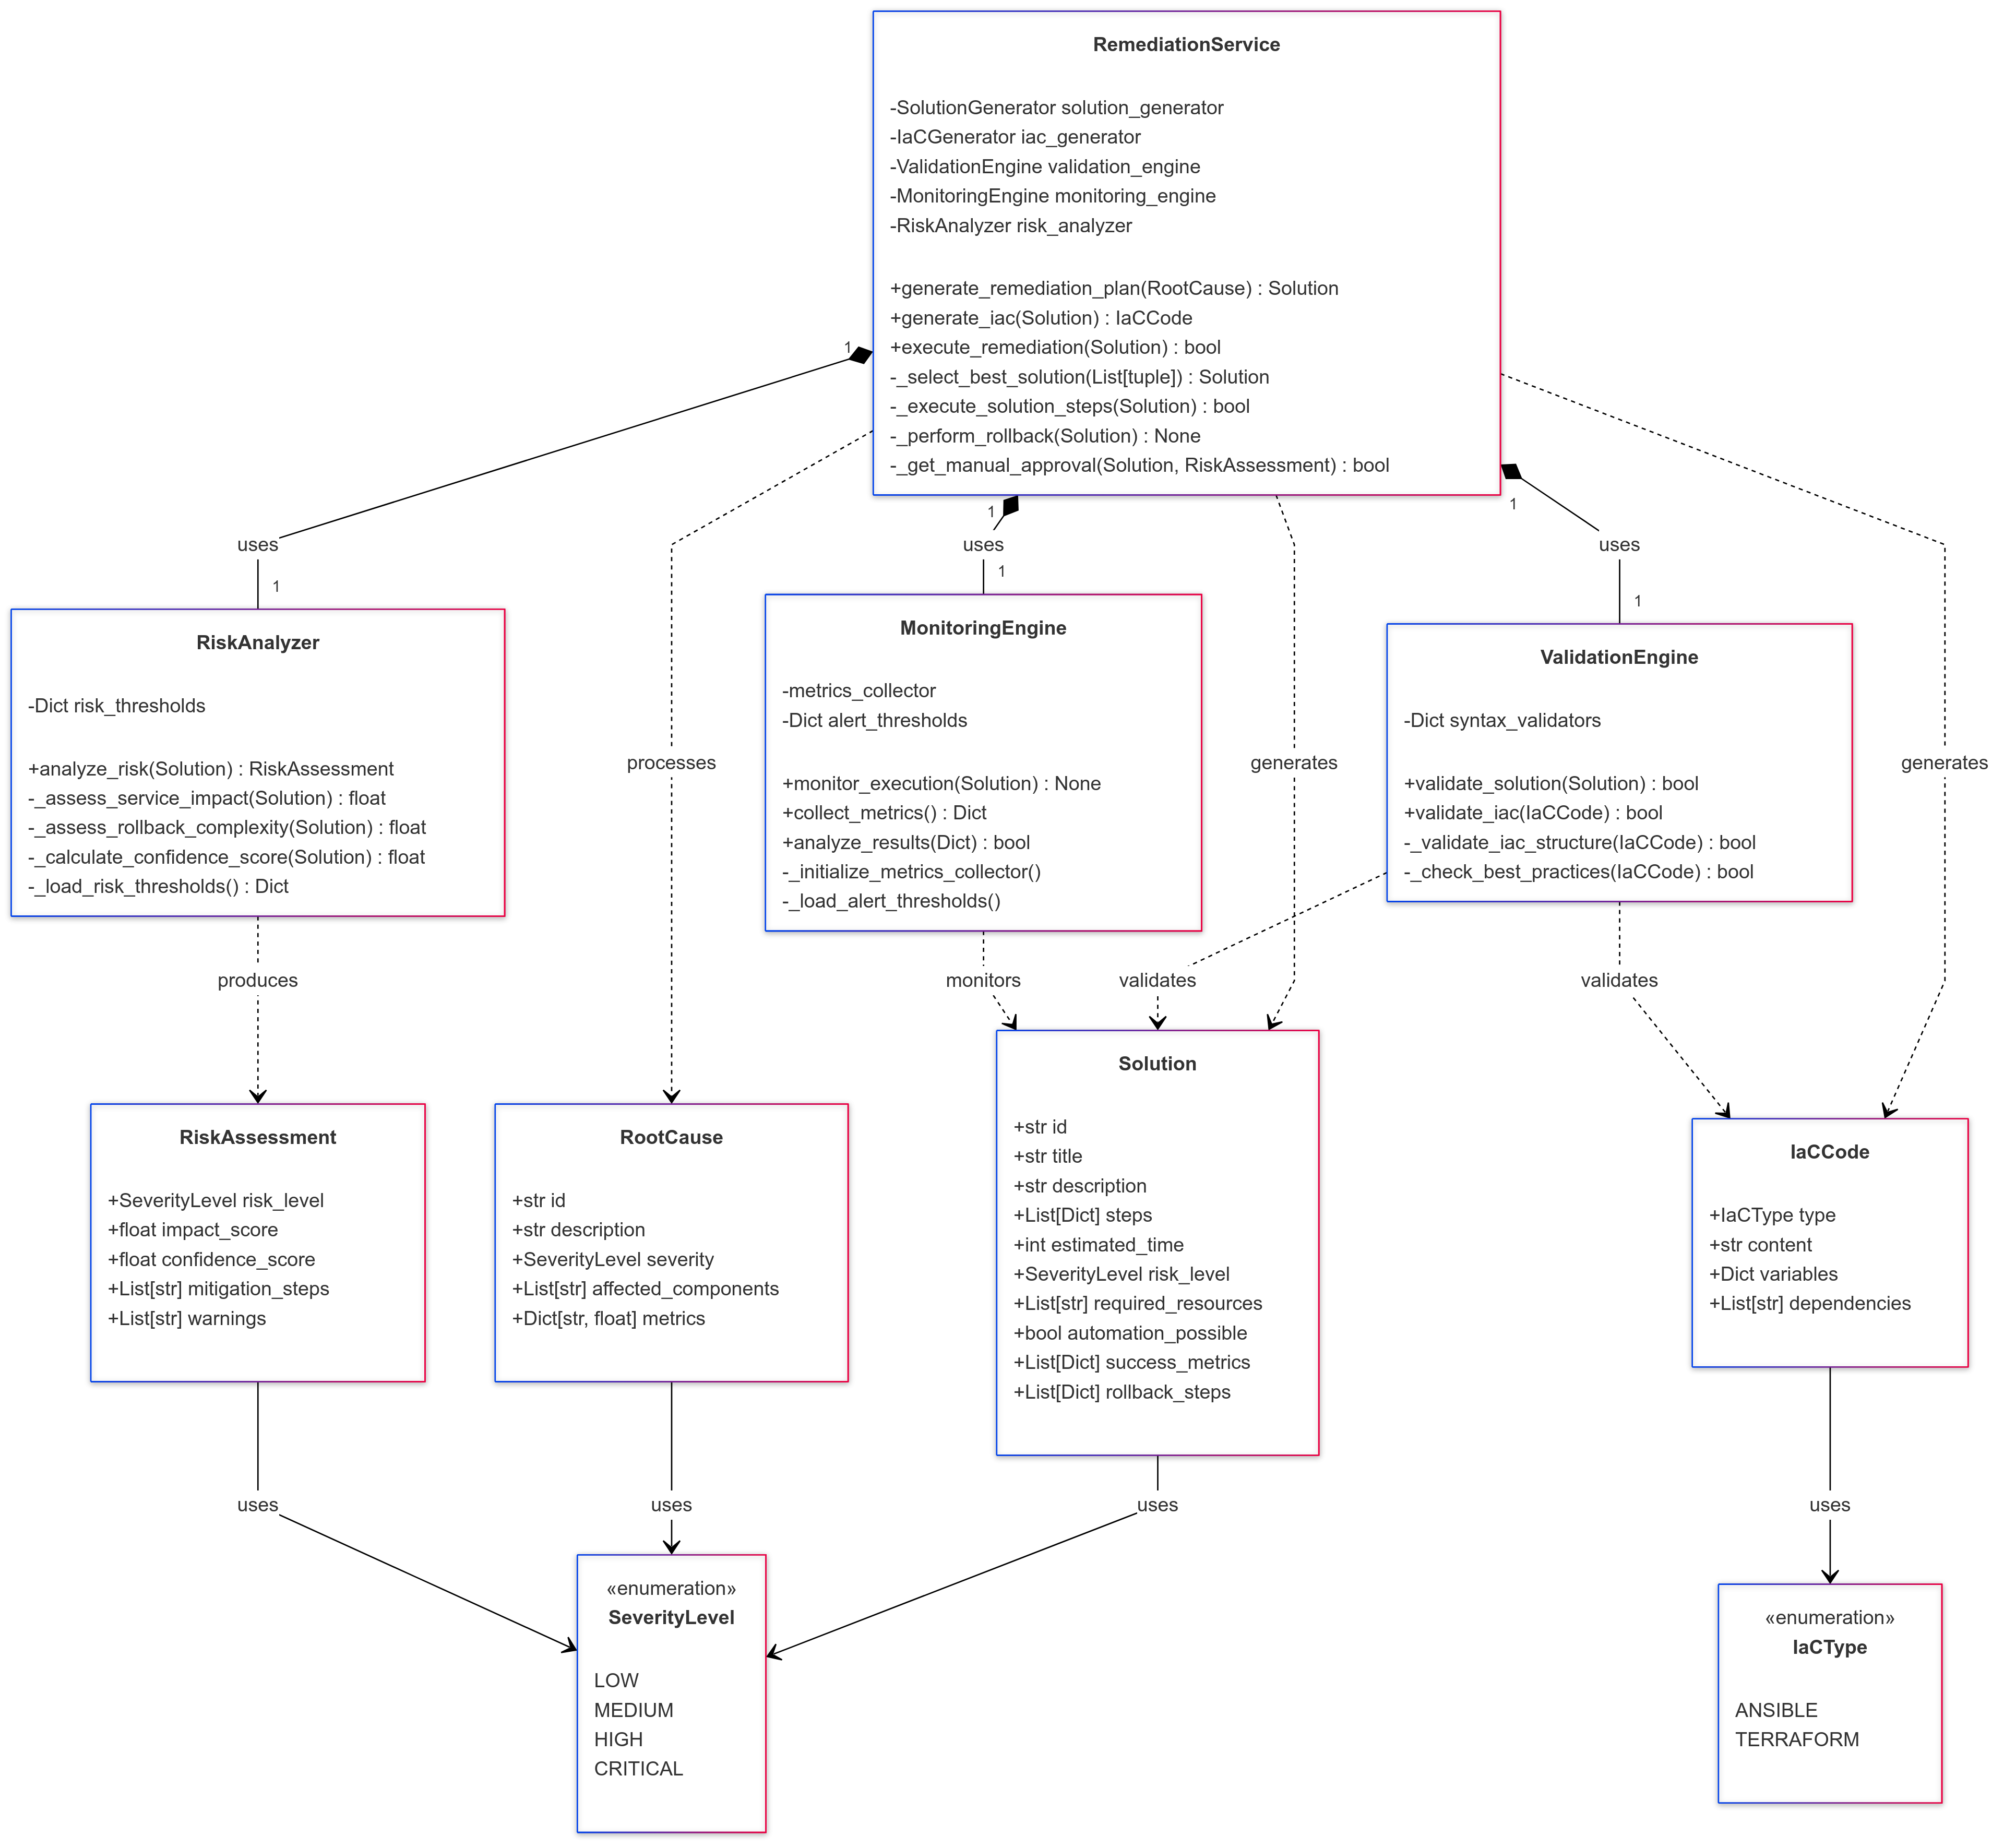 RemediationService
-SolutionGenerator solution_generator
-IaCGenerator iac_generator
-ValidationEngine validation_engine
-MonitoringEngine monitoring_engine
-RiskAnalyzer risk_analyzer
+generate_remediation_plan(RootCause) : Solution
+generate_iac(Solution) : IaCCode
+execute_remediation(Solution) : bool
-_select_best_solution(List[tuple]) : Solution
-_execute_solution_steps(Solution) : bool
-_perform_rollback(Solution) : None
-_get_manual_approval(Solution, RiskAssessment) : bool
1
1
1
uses
uses
uses
1
1
1
RiskAnalyzer
-Dict risk_thresholds
+analyze_risk(Solution) : RiskAssessment
-_assess_service_impact(Solution) : float
-_assess_rollback_complexity(Solution) : float
-_calculate_confidence_score(Solution) : float
-_load_risk_thresholds() : Dict
processes
MonitoringEngine
-metrics_collector
-Dict alert_thresholds
+monitor_execution(Solution) : None
+collect_metrics() : Dict
+analyze_results(Dict) : bool
-_initialize_metrics_collector()
-_load_alert_thresholds()
generates
ValidationEngine
-Dict syntax_validators
+validate_solution(Solution) : bool
+validate_iac(IaCCode) : bool
-_validate_iac_structure(IaCCode) : bool
-_check_best_practices(IaCCode) : bool
generates
produces
monitors
validates
validates
RiskAssessment
+SeverityLevel risk_level
+float impact_score
+float confidence_score
+List[str] mitigation_steps
+List[str] warnings
RootCause
+str id
+str description
+SeverityLevel severity
+List[str] affected_components
+Dict[str, float] metrics
Solution
+str id
+str title
+str description
+List[Dict] steps
+int estimated_time
+SeverityLevel risk_level
+List[str] required_resources
+bool automation_possible
+List[Dict] success_metrics
+List[Dict] rollback_steps
IaCCode
+IaCType type
+str content
+Dict variables
+List[str] dependencies
uses
uses
uses
uses
«enumeration»
SeverityLevel
LOW
MEDIUM
HIGH
CRITICAL
«enumeration»
IaCType
ANSIBLE
TERRAFORM